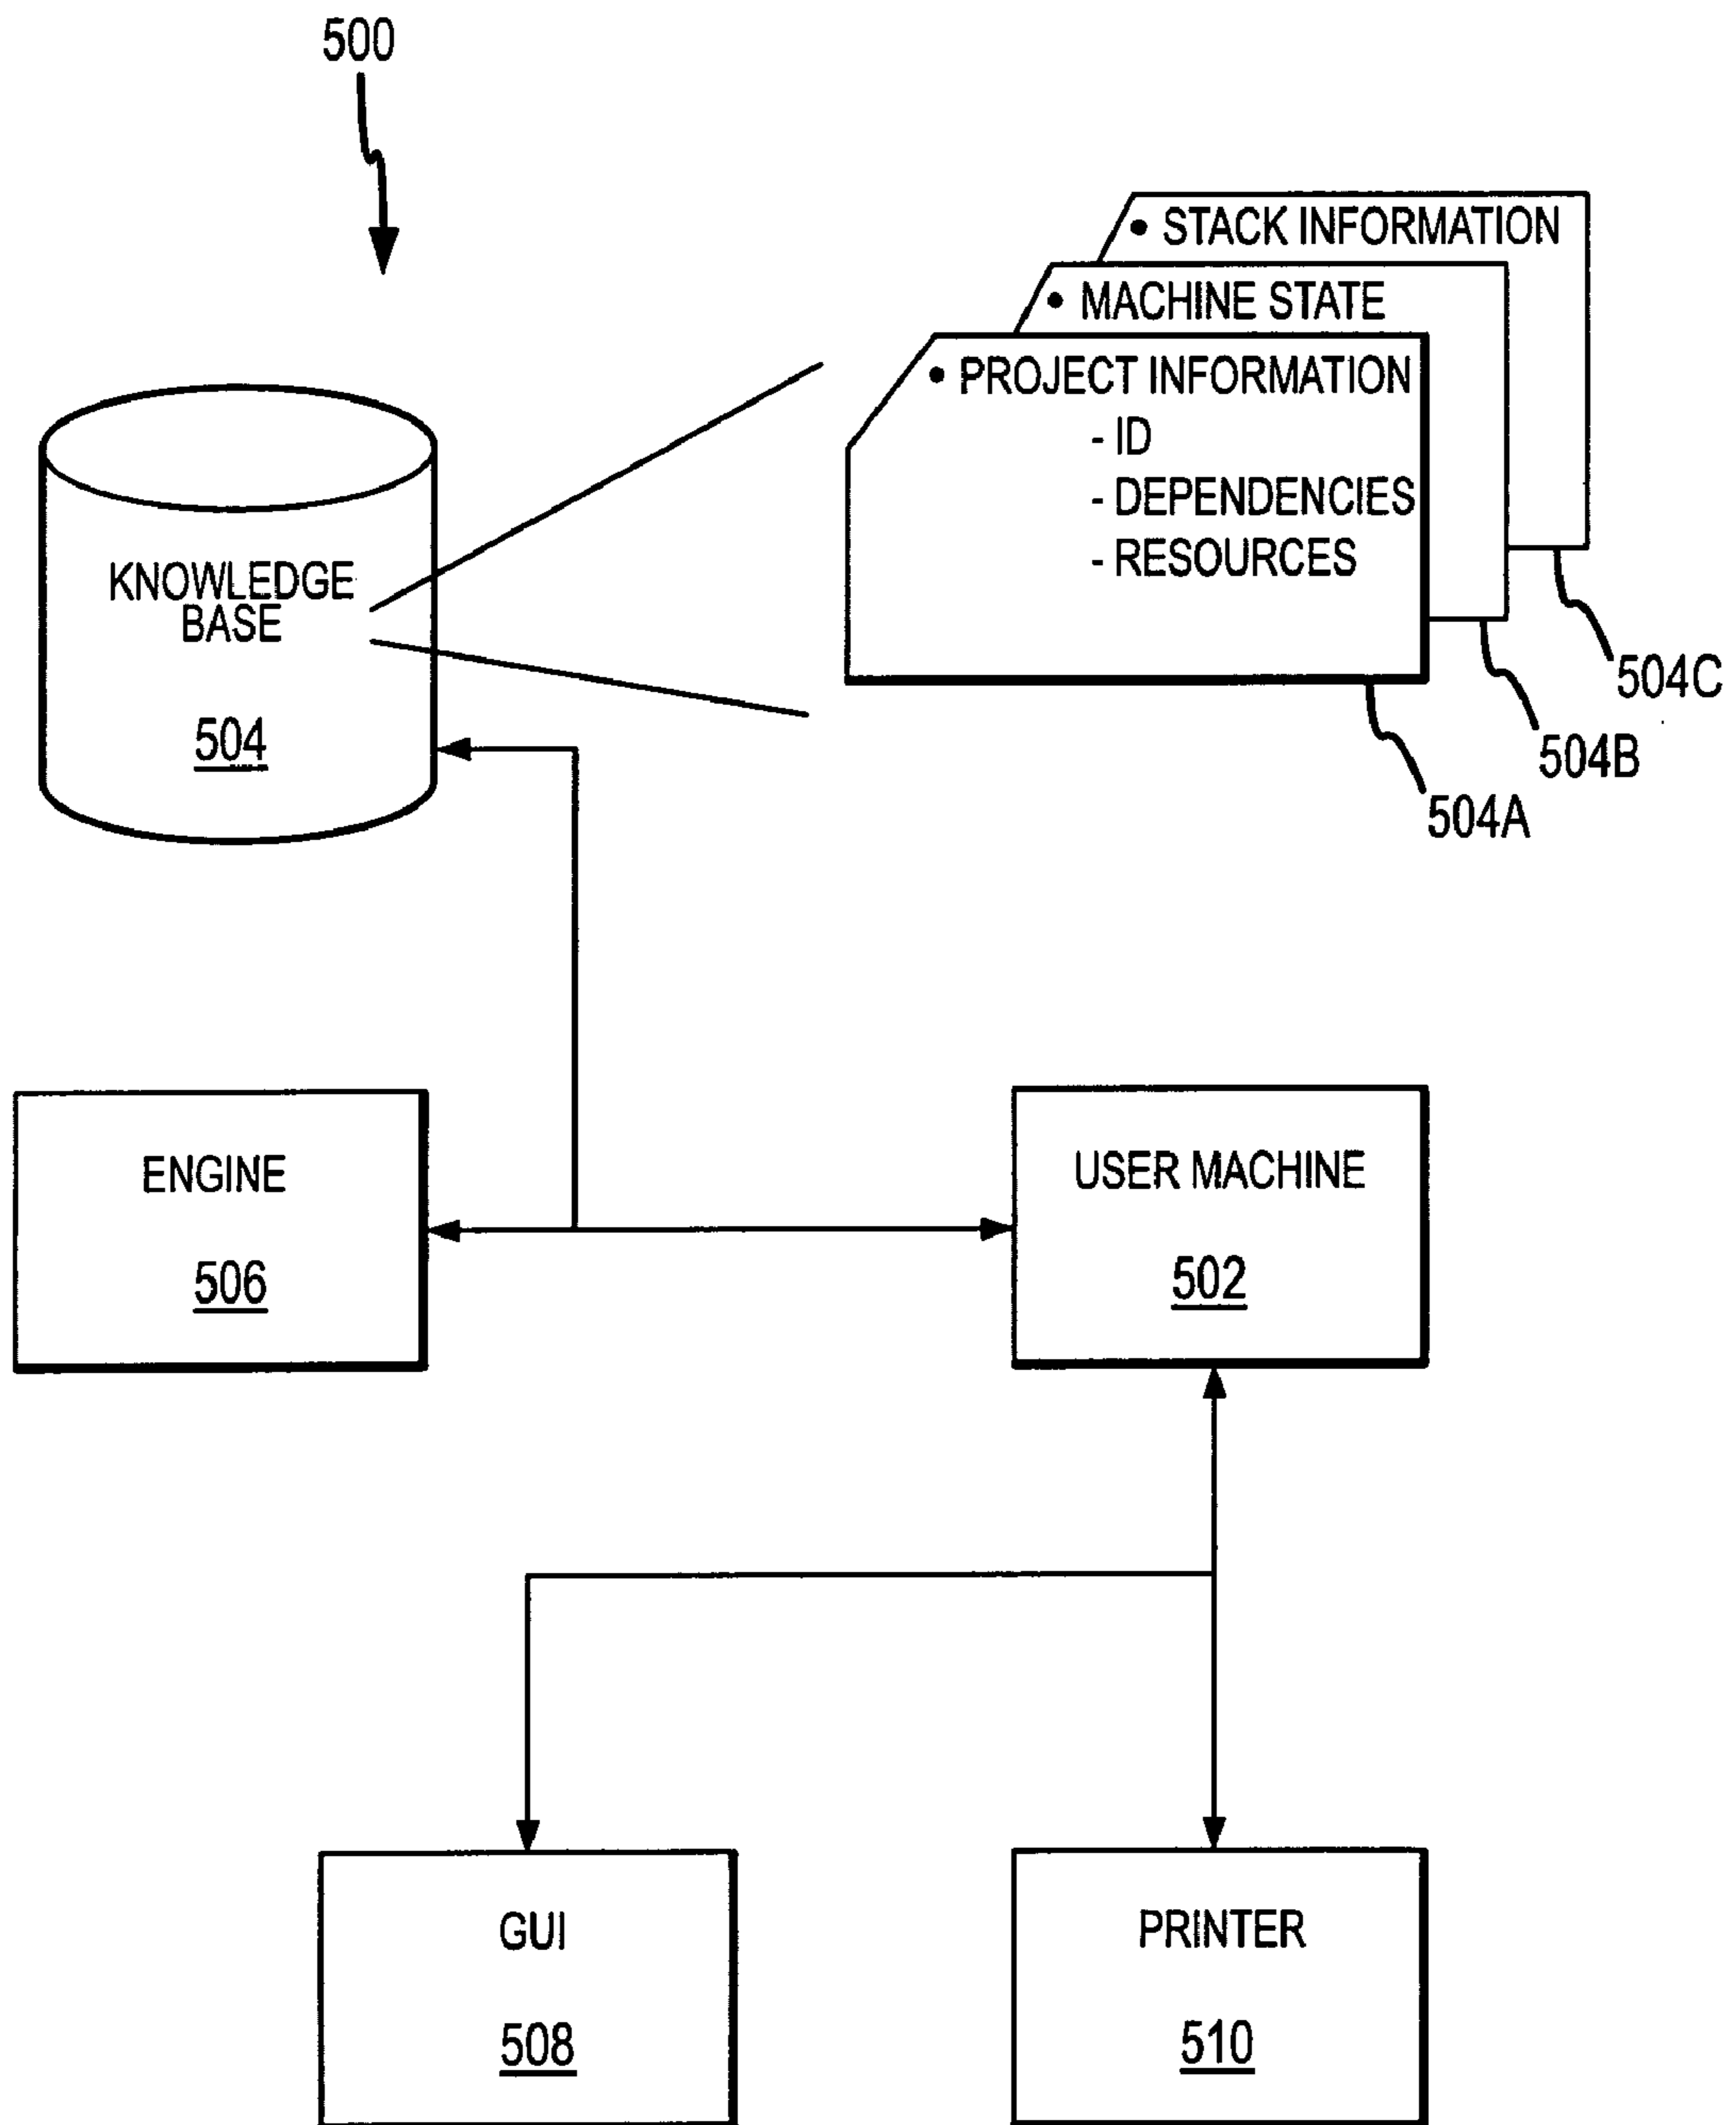 500
• STACK INFORMATION
• MACHINE STATE
• PROJECT INFORMATION
- ID
- DEPENDENCIES
- RESOURCES
KNOWLEDGE
BASE
504
504C
504B
504A
ENGINE
506
USER MACHINE
502
GUI
508
PRINTER
510